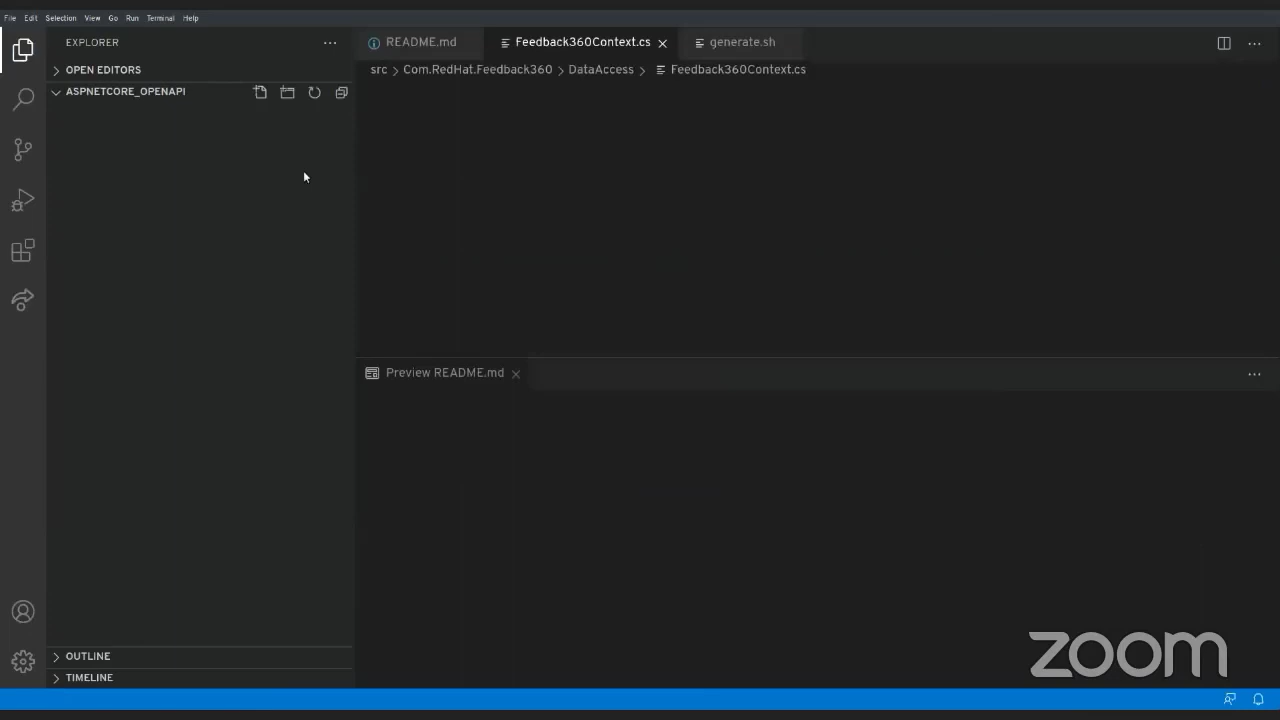 File Edit Selection View Go Run Terminal Help
EXPLORER
OPEN EDITORS
ASPNETCORE_OPENAPI
README.md Feedback360Context.cs generate.sh
src > Com.RedHat.Feedback360 > DataAccess > Feedback360Context.cs
Preview README.md
OUTLINE
TIMELINE
zoom